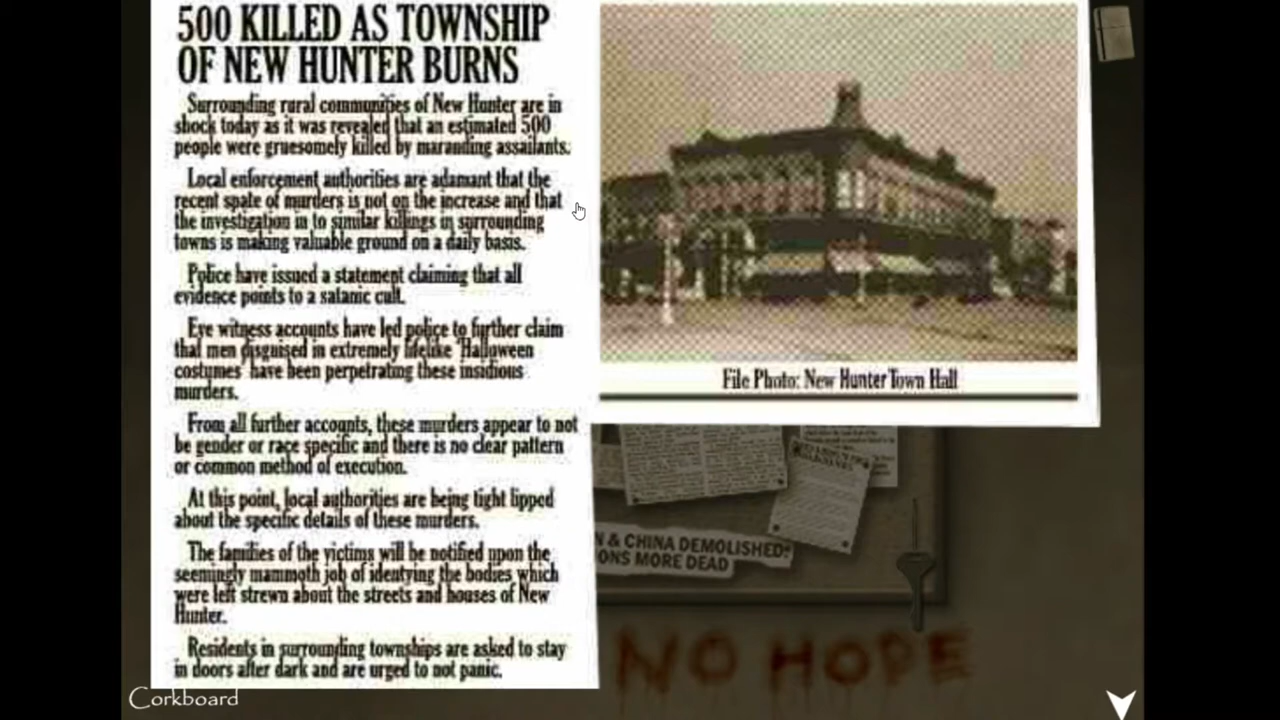 500 KILLED AS TOWNSHIP
OF NEW HUNTER BURNS
Surrounding rural communities of New Hunter are in
shock today as it was revealed that an estimated 500
people were gruesomely killed by marauding assailants.
Local enforcement authorities are adamant that the
recent spate of murders is not on the increase and that
the investigation in to similar killings in surrounding
towns is making valuable ground on a daily basis.
Police have issued a statement claiming that all
evidence points to a satanic cult.
Eye witness accounts have led police to further claim
that men disguised in extremely lifelike 'Halloween
costumes' have been perpetrating these insidious
murders.
From all further accounts, these murders appear to not
be gender or race specific and there is no clear pattern
or common method of execution.
At this point, local authorities are being tight lipped
about the specific details of these murders.
The families of the victims will be notified upon the
seemingly mammoth job of identying the bodies which
were left strewn about the streets and houses of New
Hunter.
Residents in surrounding townships are asked to stay
in doors after dark and are urged to not panic.
File Photo: New Hunter Town Hall
N & CHINA DEMOLISHED:
ONS MORE DEAD
NO HOPE
Corkboard